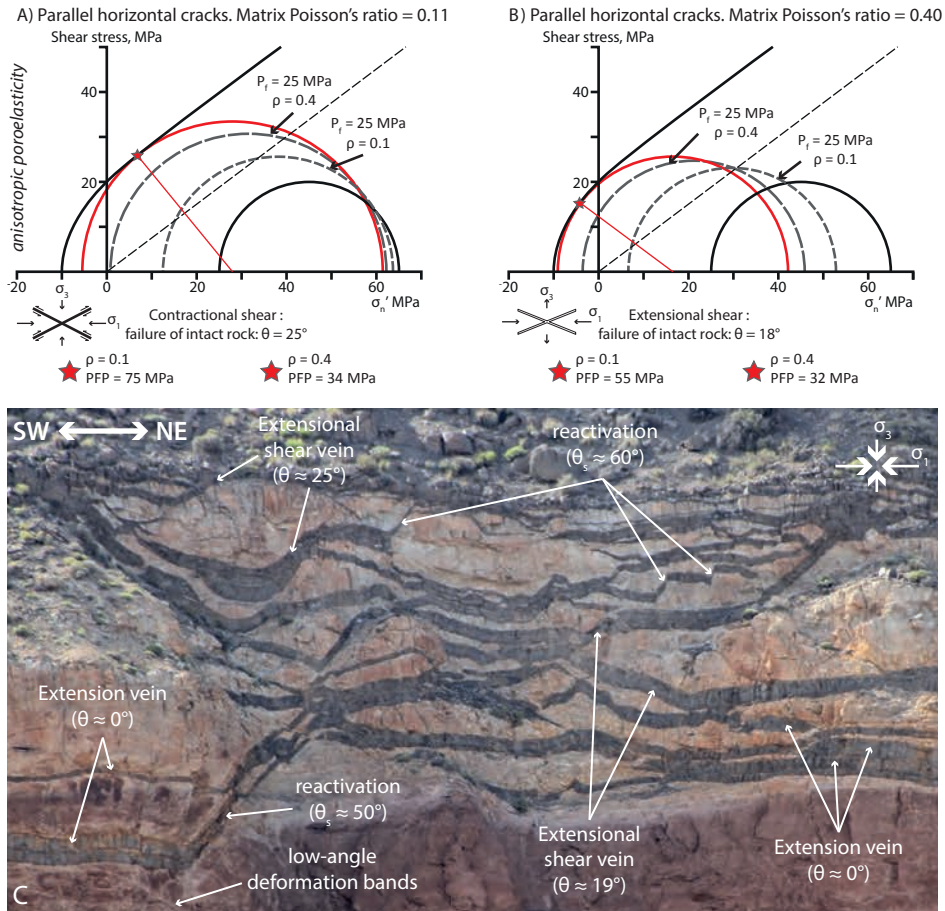 A) Parallel horizontal cracks. Matrix Poisson's ratio = 0.11
Shear stress, MPa
anisotropic poroelasticity
40
20
Pf = 25 MPa
ρ = 0.4
Pf = 25 MPa
ρ = 0.1
20 0 20 40 60
σn' MPa
σ3
σ1
Contractional shear :
failure of intact rock: θ = 25°
ρ = 0.1
PFP = 75 MPa
ρ = 0.4
PFP = 34 MPa
B) Parallel horizontal cracks. Matrix Poisson's ratio = 0.40
Shear stress, MPa
40
20
Pf = 25 MPa
ρ = 0.4
Pf = 25 MPa
ρ = 0.1
20 0 20 40 60
σn' MPa
σ3
σ1
Extensional shear :
failure of intact rock: θ = 18°
ρ = 0.1
PFP = 55 MPa
ρ = 0.4
PFP = 32 MPa
SW NE
Extensional
shear vein
(θ ≈ 25°)
reactivation
(θs ≈ 60°)
σ3
σ1
Extension vein
(θ ≈ 0°)
reactivation
(θs ≈ 50°)
low-angle
deformation bands
Extensional
shear vein
(θ ≈ 19°)
Extension vein
(θ ≈ 0°)
C